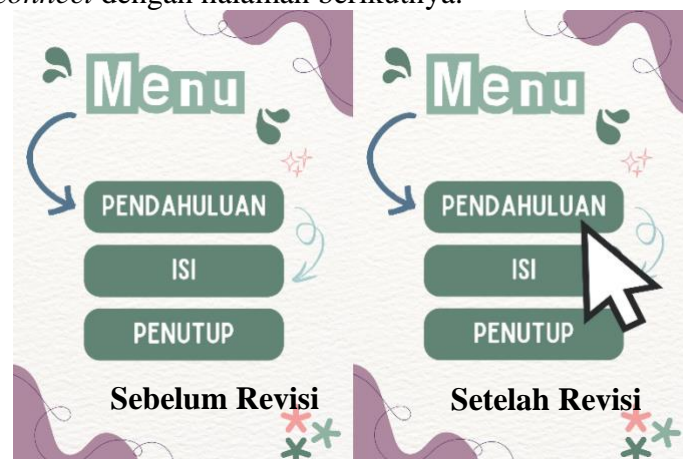 connect dengan halaman berikutnya.
Menu
PENDAHULUAN
ISI
PENUTUP
Sebelum Revisi
Menu
PENDAHULUAN
ISI
PENUTUP
Setelah Revisi